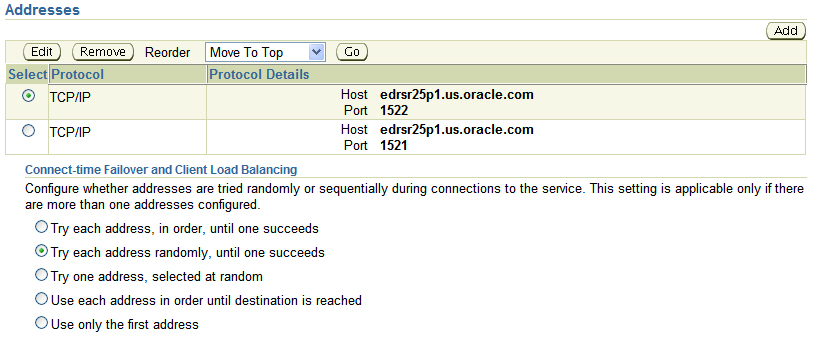 Addresses
Add
Edit Remove Reorder Move To Top Go
Select Protocol Protocol Details
TCP/IP Host edrsr25p1.us.oracle.com
Port 1522
TCP/IP Host edrsr25p1.us.oracle.com
Port 1521
Connect-time Failover and Client Load Balancing
Configure whether addresses are tried randomly or sequentially during connections to the service. This setting is applicable only if there
are more than one addresses configured.
Try each address, in order, until one succeeds
Try each address randomly, until one succeeds
Try one address, selected at random
Use each address in order until destination is reached
Use only the first address